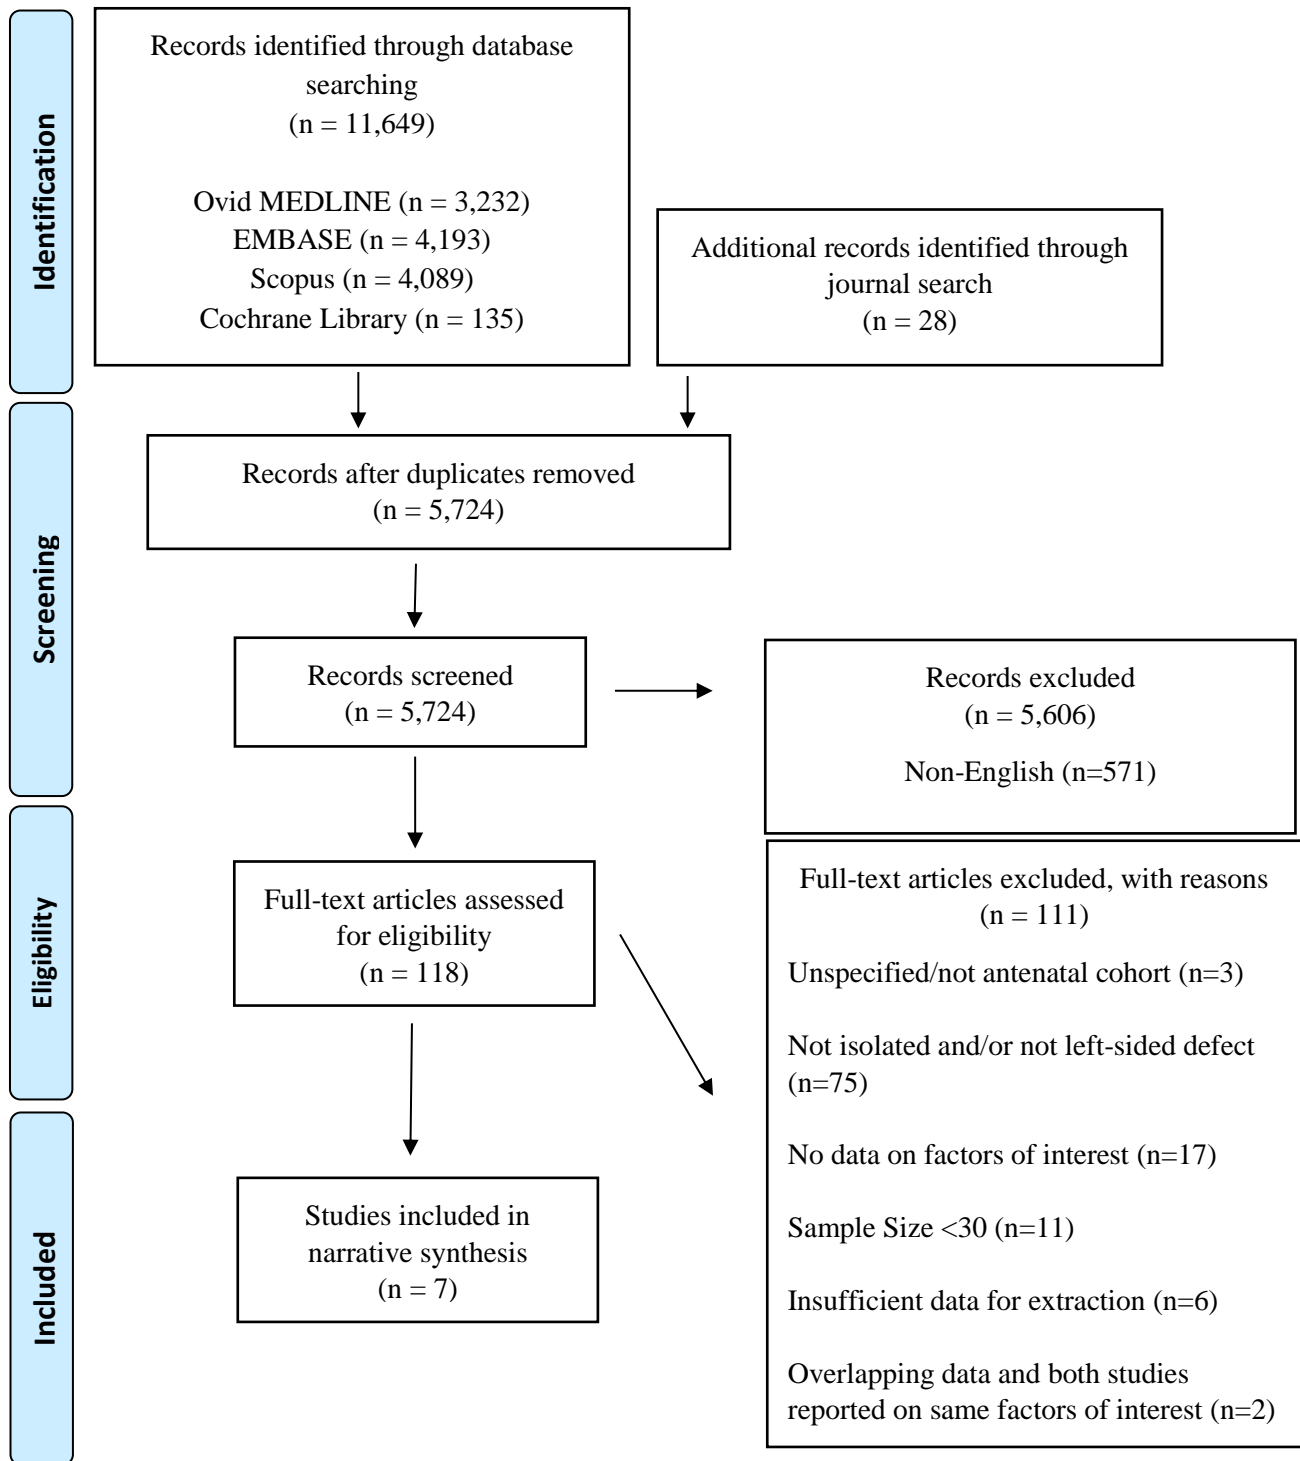 Identification
Records identified through database
searching
(n = 11,649)
Ovid MEDLINE (n = 3,232)
EMBASE (n = 4,193)
Scopus (n = 4,089)
Cochrane Library (n = 135)
Additional records identified through
journal search
(n = 28)
Screening
Records after duplicates removed
(n = 5,724)
Records screened
(n = 5,724)
Records excluded
(n = 5,606)
Non-English (n=571)
Eligibility
Full-text articles assessed
for eligibility
(n = 118)
Full-text articles excluded, with reasons
(n = 111)
Unspecified/not antenatal cohort (n=3)
Not isolated and/or not left-sided defect
(n=75)
No data on factors of interest (n=17)
Sample Size <30 (n=11)
Insufficient data for extraction (n=6)
Overlapping data and both studies
reported on same factors of interest (n=2)
Included
Studies included in
narrative synthesis
(n = 7)